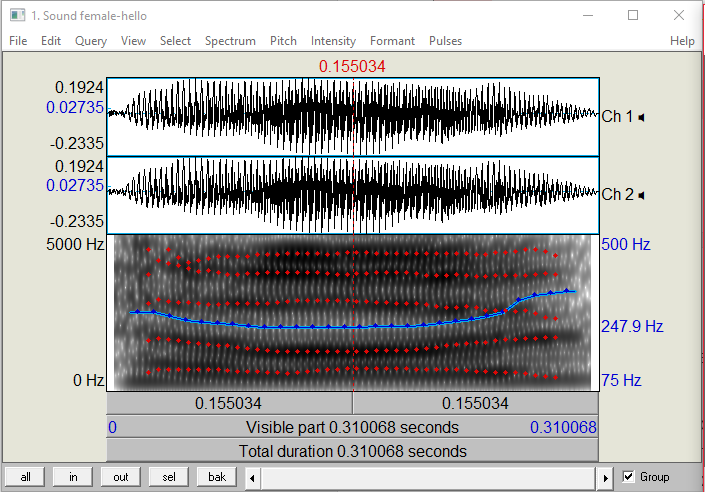 1. Sound female-hello
File Edit Query View Select Spectrum Pitch Intensity Formant Pulses Help
0.155034
0.1924
0.02735
-0.2335
Ch 1
0.1924
0.02735
-0.2335
Ch 2
5000 Hz 500 Hz
247.9 Hz
0 Hz 75 Hz
0.155034 0.155034
0 Visible part 0.310068 seconds 0.310068
Total duration 0.310068 seconds
all in out sel bak Group